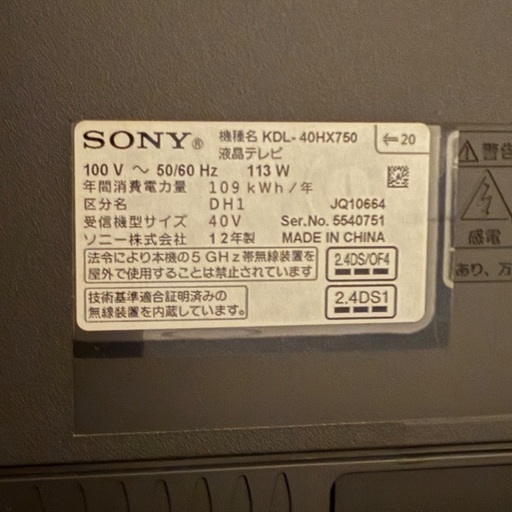 SONY® 機種名 KDL-40HX750 ⇐20
液晶テレビ
100 V ～ 50/60 Hz 113 W
年間消費電力量 109 kWh/年
区分名 DH1 JQ10664
受信機型サイズ 40V Ser.No. 5540751
ソニー株式会社 12年製 MADE IN CHINA
法令により本機の5GHz帯無線装置を
屋外で使用することは禁止されています
2.4DS/OF4
技術基準適合証明済みの
無線装置を内蔵しています。
2.4DS1
警告
感電
あり、万